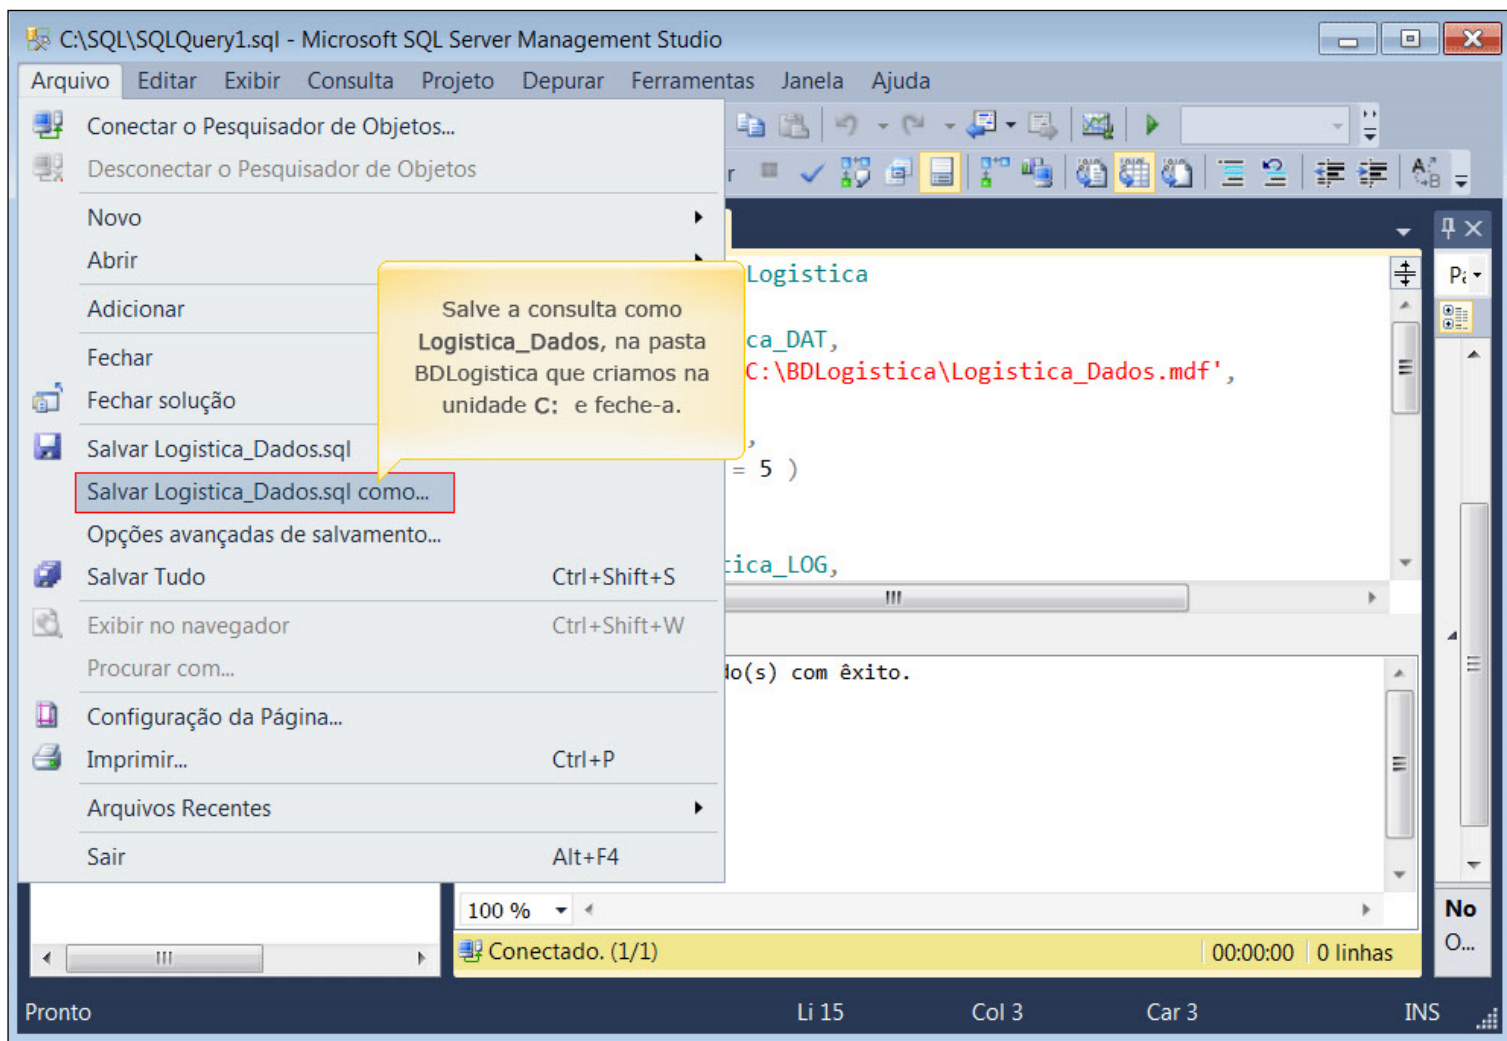 C:\SQL\SQLQuery1.sql - Microsoft SQL Server Management Studio
Arquivo Editar Exibir Consulta Projeto Depurar Ferramentas Janela Ajuda
Conectar o Pesquisador de Objetos...
Desconectar o Pesquisador de Objetos
Novo
Abrir
Adicionar
Fechar
Fechar solução
Salvar Logistica_Dados.sql
Salvar Logistica_Dados.sql como...
Opções avançadas de salvamento...
Salvar Tudo Ctrl+Shift+S
Exibir no navegador Ctrl+Shift+W
Procurar com...
Configuração da Página...
Imprimir... Ctrl+P
Arquivos Recentes
Sair Alt+F4
Salve a consulta como
Logistica_Dados, na pasta
BDLogistica que criamos na
unidade C: e feche-a.
Logistica
ca_DAT,
C:\BDLogistica\Logistica_Dados.mdf',
,
= 5 )
tica_LOG,
do(s) com êxito.
100 %
Conectado. (1/1) 00:00:00 0 linhas
No
O...
Pronto Li 15 Col 3 Car 3 INS